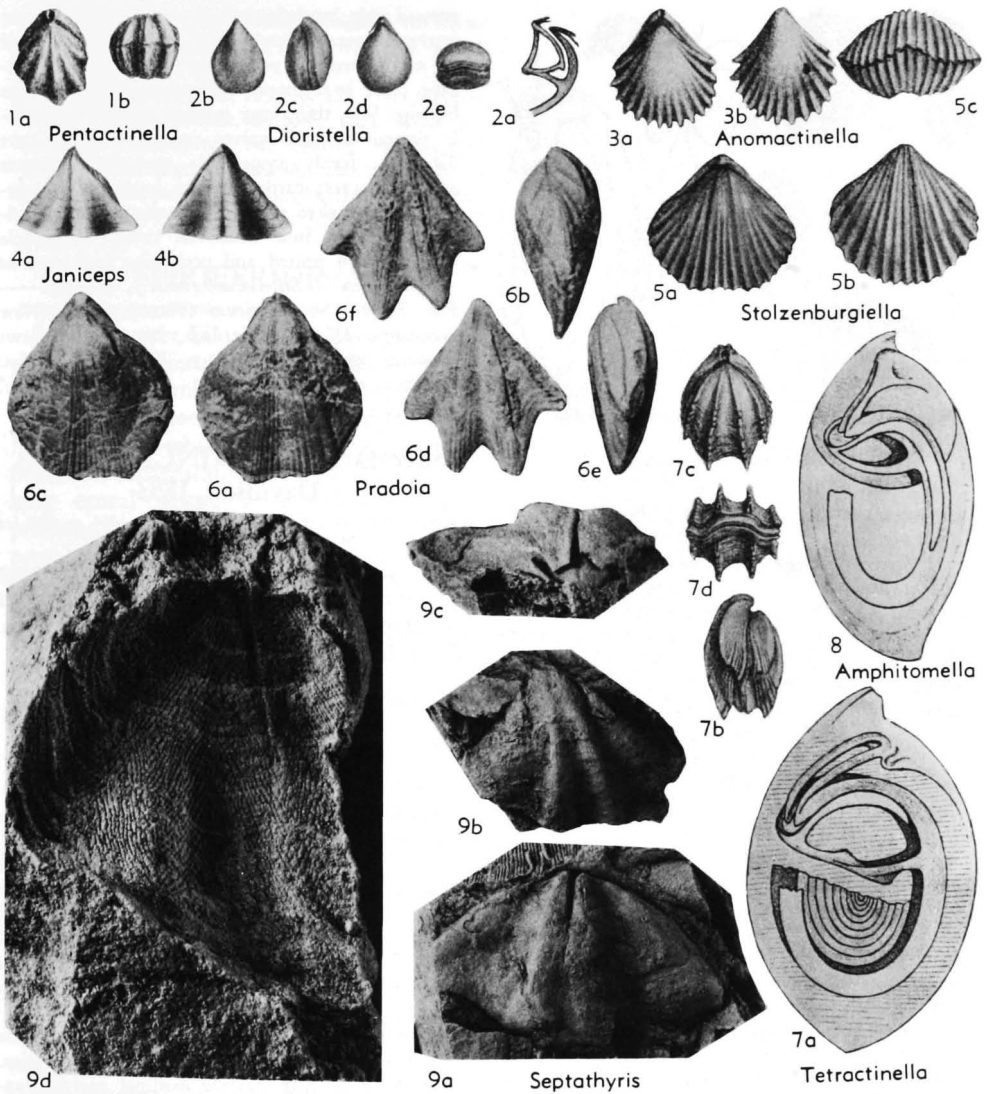 1a
1b
Pentactinella
2b
2c
2d
2e
2a
Dioristella
3a
3b
Anomactinella
5c
4a
4b
Janiceps
6f
6b
5a
5b
Stolzenburgiella
6c
6a
6d
6e
Pradoia
7c
7d
7b
8
Amphitomella
9c
9b
9d
9a
Septathyris
7a
Tetractinella